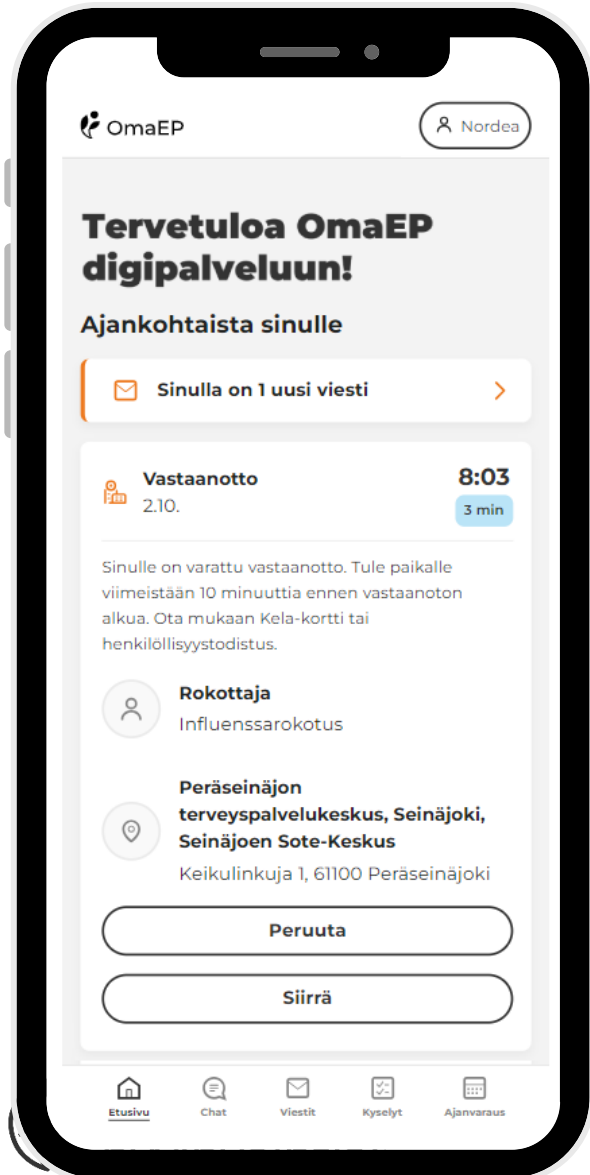 OmaEP
Nordea
Tervetuloa OmaEP
digipalveluun!
Ajankohtaista sinulle
Sinulla on 1 uusi viesti
Vastaanotto
8:03
2.10.
3 min
Sinulle on varattu vastaanotto. Tule paikalle
viimeistään 10 minuuttia ennen vastaanoton
alkua. Ota mukaan Kela-kortti tai
henkilöllisyystodistus.
Rokottaja
Influenssarokotus
Peräseinäjon
terveyspalvelukeskus, Seinäjoki,
Seinäjoen Sote-Keskus
Keikulinkuja 1, 61100 Peräseinäjoki
Peruuta
Siirrä
Etusivu
Chat
Viestit
Kyselyt
Ajanvaraus